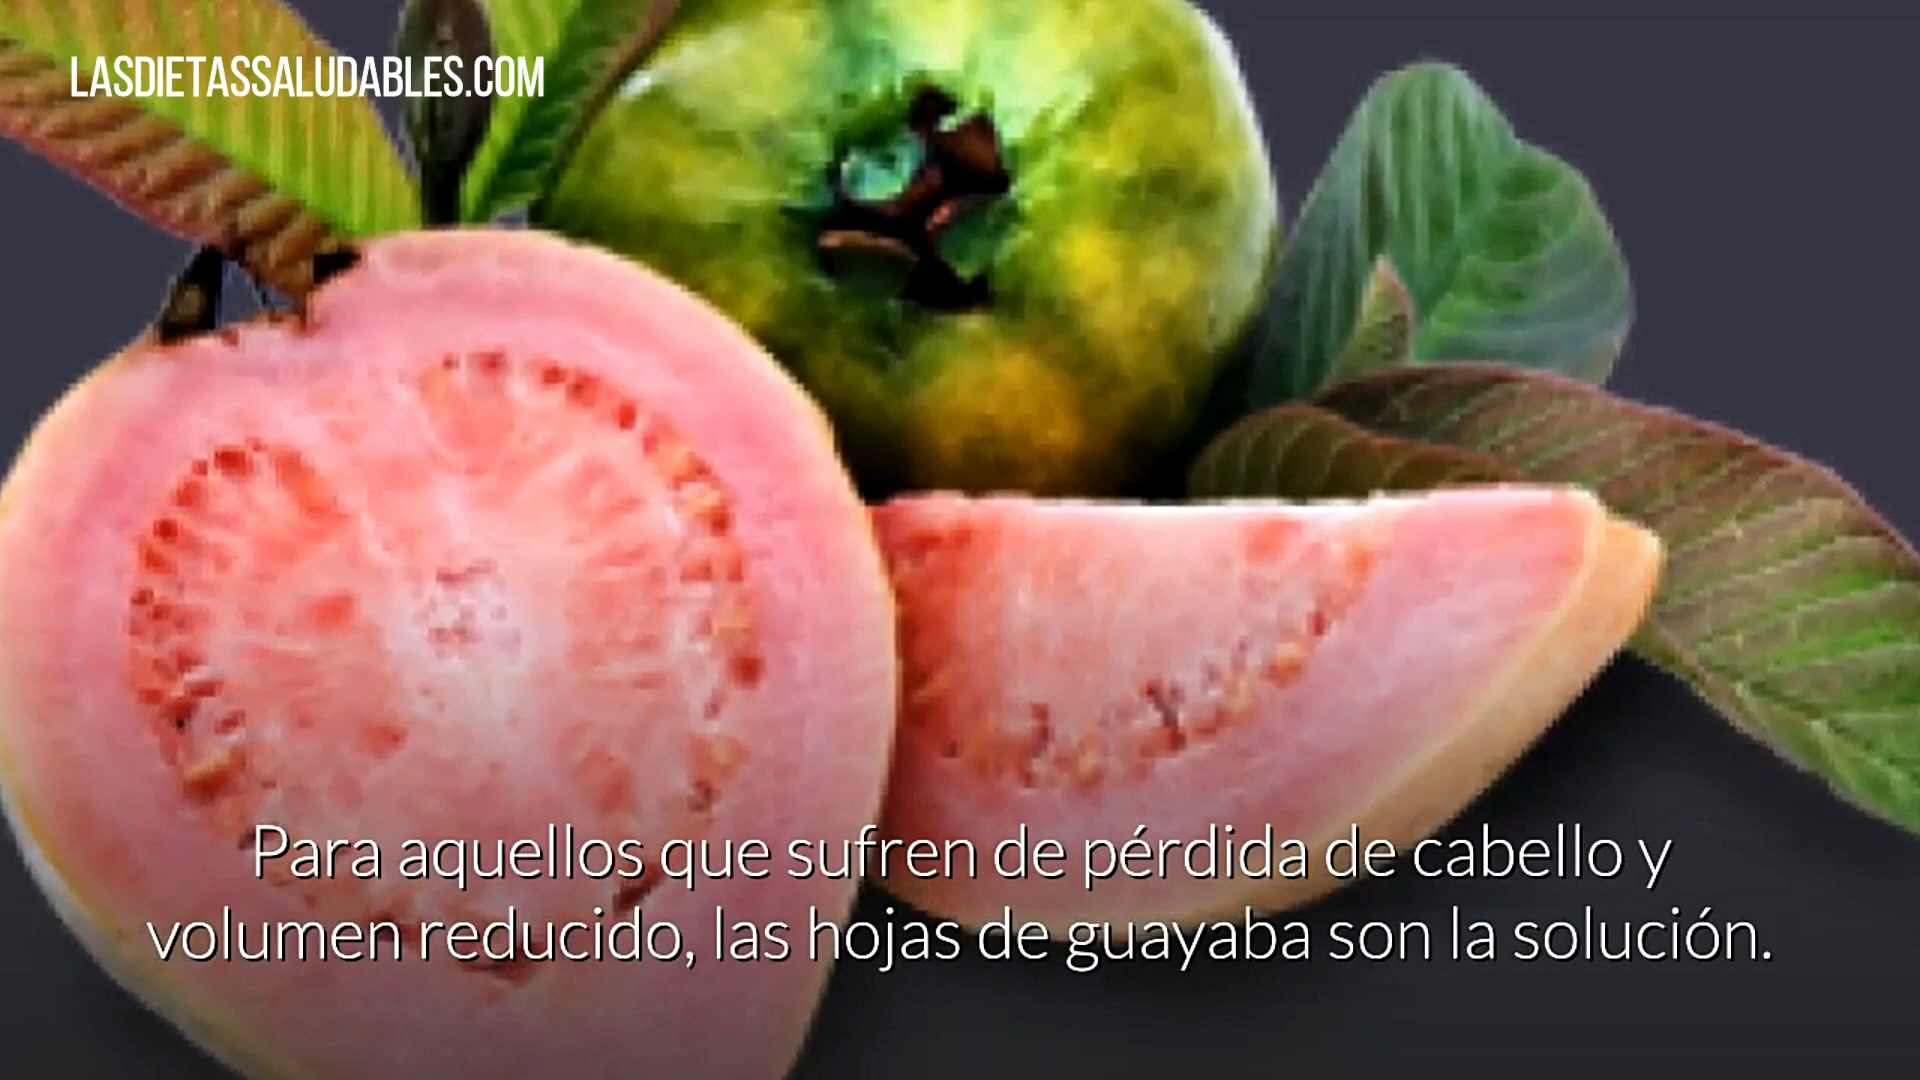 LASDIETASSALUDABLES.COM
Para aquellos que sufren de pérdida de cabello y
volumen reducido, las hojas de guayaba son la solución.